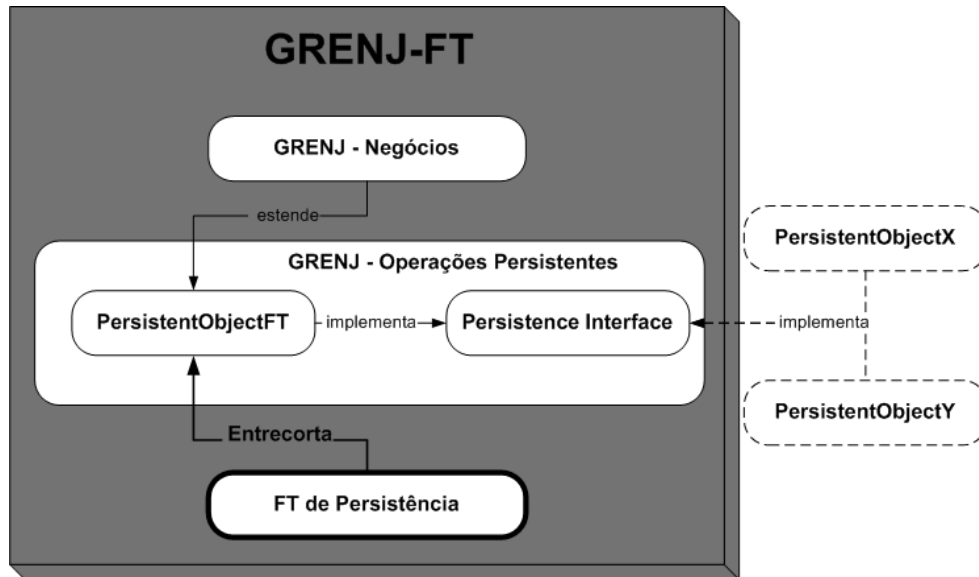 GRENJ-FT
GRENJ - Negócios
estende
GRENJ - Operações Persistentes
PersistentObjectFT
implementa
Persistence Interface
PersistentObjectX
implementa
PersistentObjectY
Entrecorta
FT de Persistência